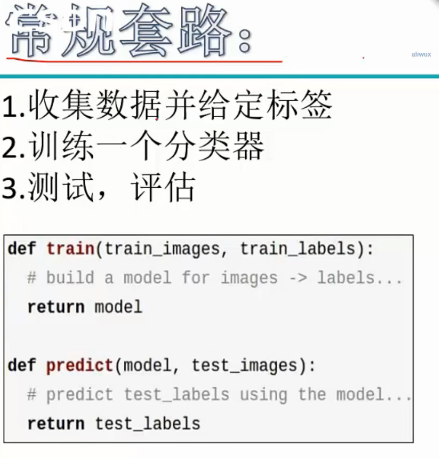 常规套路：
1.收集数据并给定标签
2.训练一个分类器
3.测试，评估
def train(train_images, train_labels):
# build a model for images -> labels...
return model
def predict(model, test_images):
# predict test_labels using the model...
return test_labels